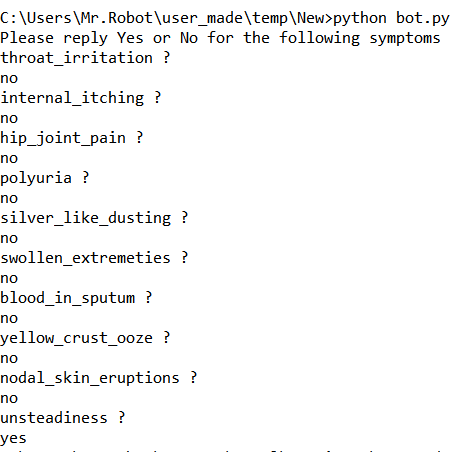 C:\Users\Mr.Robot\user_made\temp\New>python bot.py
Please reply Yes or No for the following symptoms
throat_irritation ?
no
internal_itching ?
no
hip_joint_pain ?
no
polyuria ?
no
silver_like_dusting ?
no
swollen_extremeties ?
no
blood_in_sputum ?
no
yellow_crust_ooze ?
no
nodal_skin_eruptions ?
no
unsteadiness ?
yes